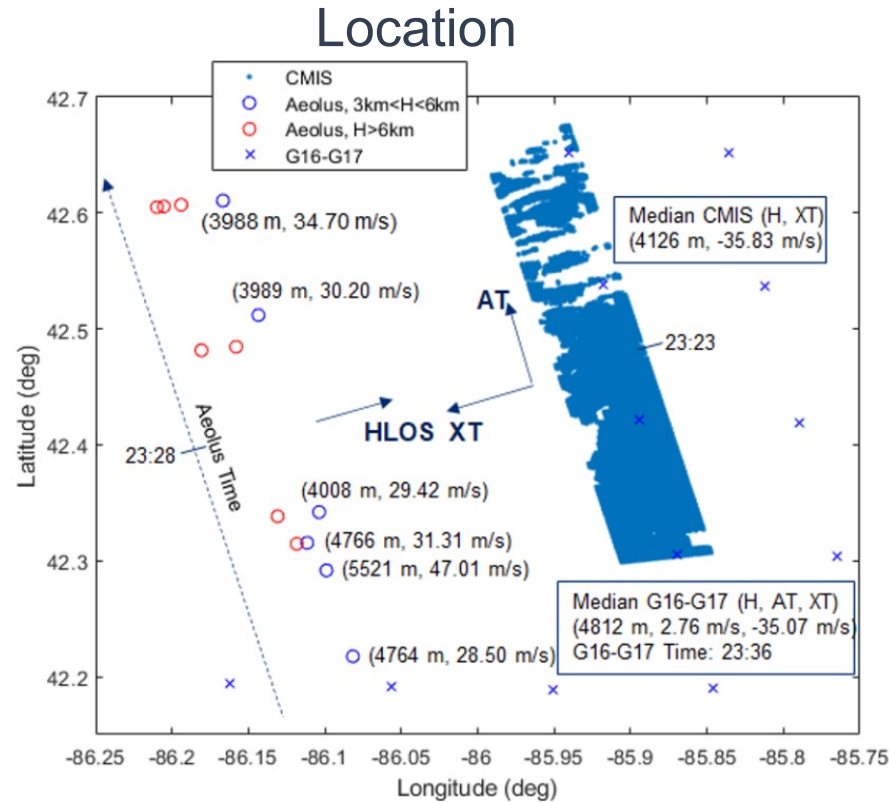 Location
CMIS
Aeolus, 3km<H<6km
Aeolus, H>6km
G16-G17
42.7
42.6
42.5
42.4
42.3
42.2
Latitude (deg)
(3988 m, 34.70 m/s)
(3989 m, 30.20 m/s)
Median CMIS (H, XT)
(4126 m, -35.83 m/s)
AT
23:23
HLOS XT
Aeolus Time
23:28
(4008 m, 29.42 m/s)
(4766 m, 31.31 m/s)
(5521 m, 47.01 m/s)
(4764 m, 28.50 m/s)
Median G16-G17 (H, AT, XT)
(4812 m, 2.76 m/s, -35.07 m/s)
G16-G17 Time: 23:36
-86.25 -86.2 -86.15 -86.1 -86.05 -86 -85.95 -85.9 -85.85 -85.8 -85.75
Longitude (deg)